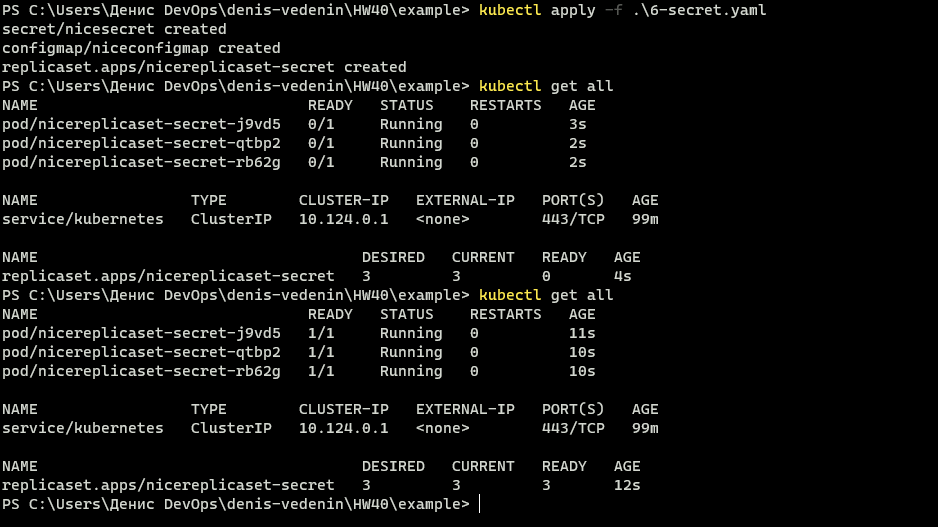 PS C:\Users\Денис DevOps\denis-vedenin\HW40\example> kubectl apply -f .\6-secret.yaml
secret/nicesecret created
configmap/niceconfigmap created
replicaset.apps/nicereplicaset-secret created
PS C:\Users\Денис DevOps\denis-vedenin\HW40\example> kubectl get all
NAME                              READY   STATUS    RESTARTS   AGE
pod/nicereplicaset-secret-j9vd5   0/1     Running   0          3s
pod/nicereplicaset-secret-qtbp2   0/1     Running   0          2s
pod/nicereplicaset-secret-rb62g   0/1     Running   0          2s

NAME                 TYPE        CLUSTER-IP   EXTERNAL-IP   PORT(S)   AGE
service/kubernetes   ClusterIP   10.124.0.1   <none>        443/TCP   99m

NAME                                    DESIRED   CURRENT   READY   AGE
replicaset.apps/nicereplicaset-secret   3         3         0       4s
PS C:\Users\Денис DevOps\denis-vedenin\HW40\example> kubectl get all
NAME                              READY   STATUS    RESTARTS   AGE
pod/nicereplicaset-secret-j9vd5   1/1     Running   0          11s
pod/nicereplicaset-secret-qtbp2   1/1     Running   0          10s
pod/nicereplicaset-secret-rb62g   1/1     Running   0          10s

NAME                 TYPE        CLUSTER-IP   EXTERNAL-IP   PORT(S)   AGE
service/kubernetes   ClusterIP   10.124.0.1   <none>        443/TCP   99m

NAME                                    DESIRED   CURRENT   READY   AGE
replicaset.apps/nicereplicaset-secret   3         3         3       12s
PS C:\Users\Денис DevOps\denis-vedenin\HW40\example>